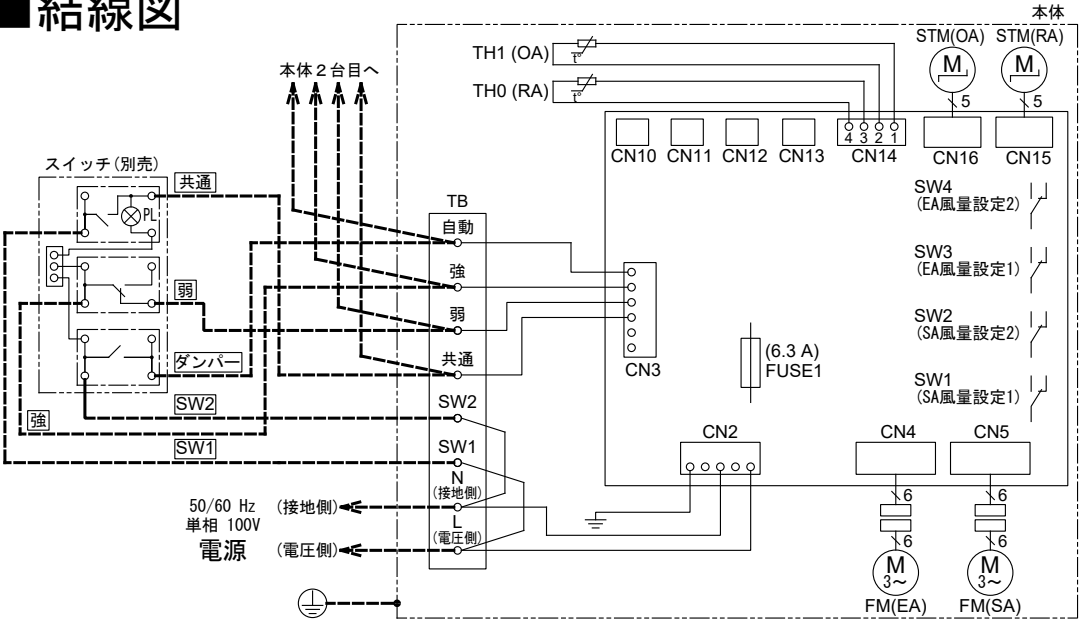 ■結線図
本体
TH1 (OA)
t°
TH0 (RA)
t°
STM(OA)
STM(RA)
M
M
5
5
本体２台目へ
4 3 2 1
CN10
CN11
CN12
CN13
CN14
CN16
CN15
スイッチ(別売)
共通
PL
弱
ダンパー
SW2
強
SW1
TB
自動
強
弱
共通
SW2
SW1
N
(接地側)
L
(電圧側)
CN3
(6.3 A)
FUSE1
SW4
(EA風量設定2)
SW3
(EA風量設定1)
SW2
(SA風量設定2)
SW1
(SA風量設定1)
CN2
CN4
CN5
6
6
6
6
M
3~
M
3~
FM(EA)
FM(SA)
50/60 Hz
単相 100V
電源
(接地側)
(電圧側)